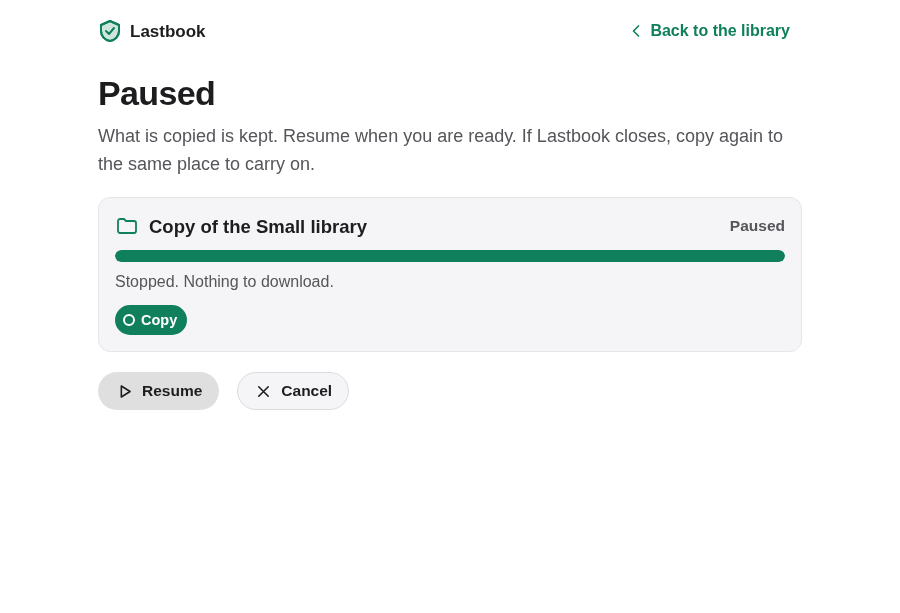 Lastbook
Back to the library
Paused
What is copied is kept. Resume when you are ready. If Lastbook closes, copy again to
the same place to carry on.
Copy of the Small library
Paused
Stopped. Nothing to download.
Copy
Resume
Cancel